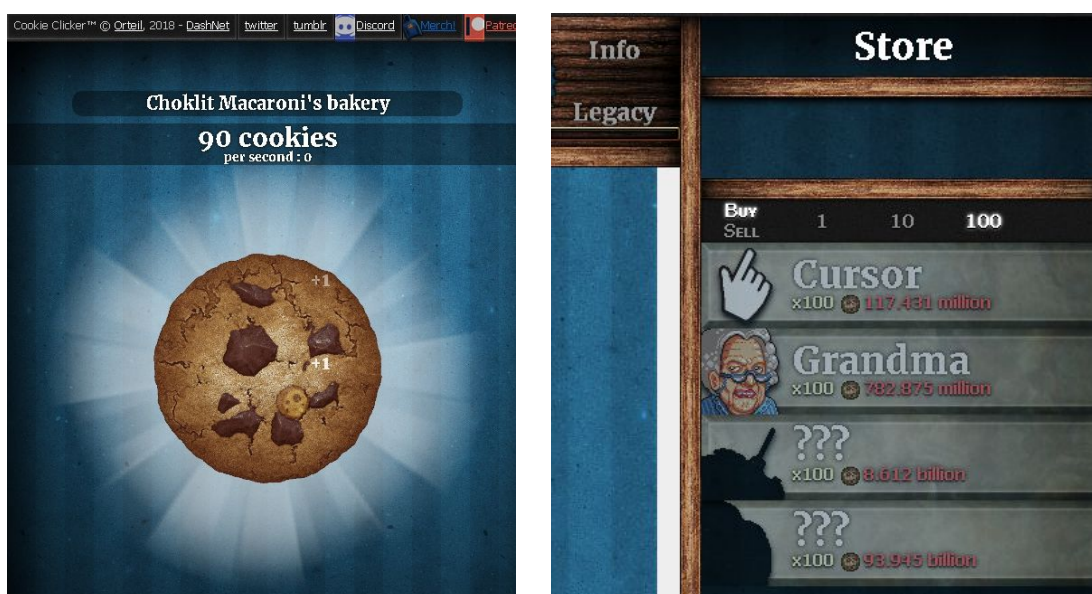 Cookie Clicker™ © Orteil, 2018 - DashNet twitter tumblr Discord Merch! Patreo
Choklit Macaroni's bakery
90 cookies
per second : 0
+1
+1
Info
Legacy
Store
Buy
Sell
1 10 100
Cursor
x100 117.431 million
Grandma
x100 782.875 million
???
x100 8.612 billion
???
x100 93.945 billion